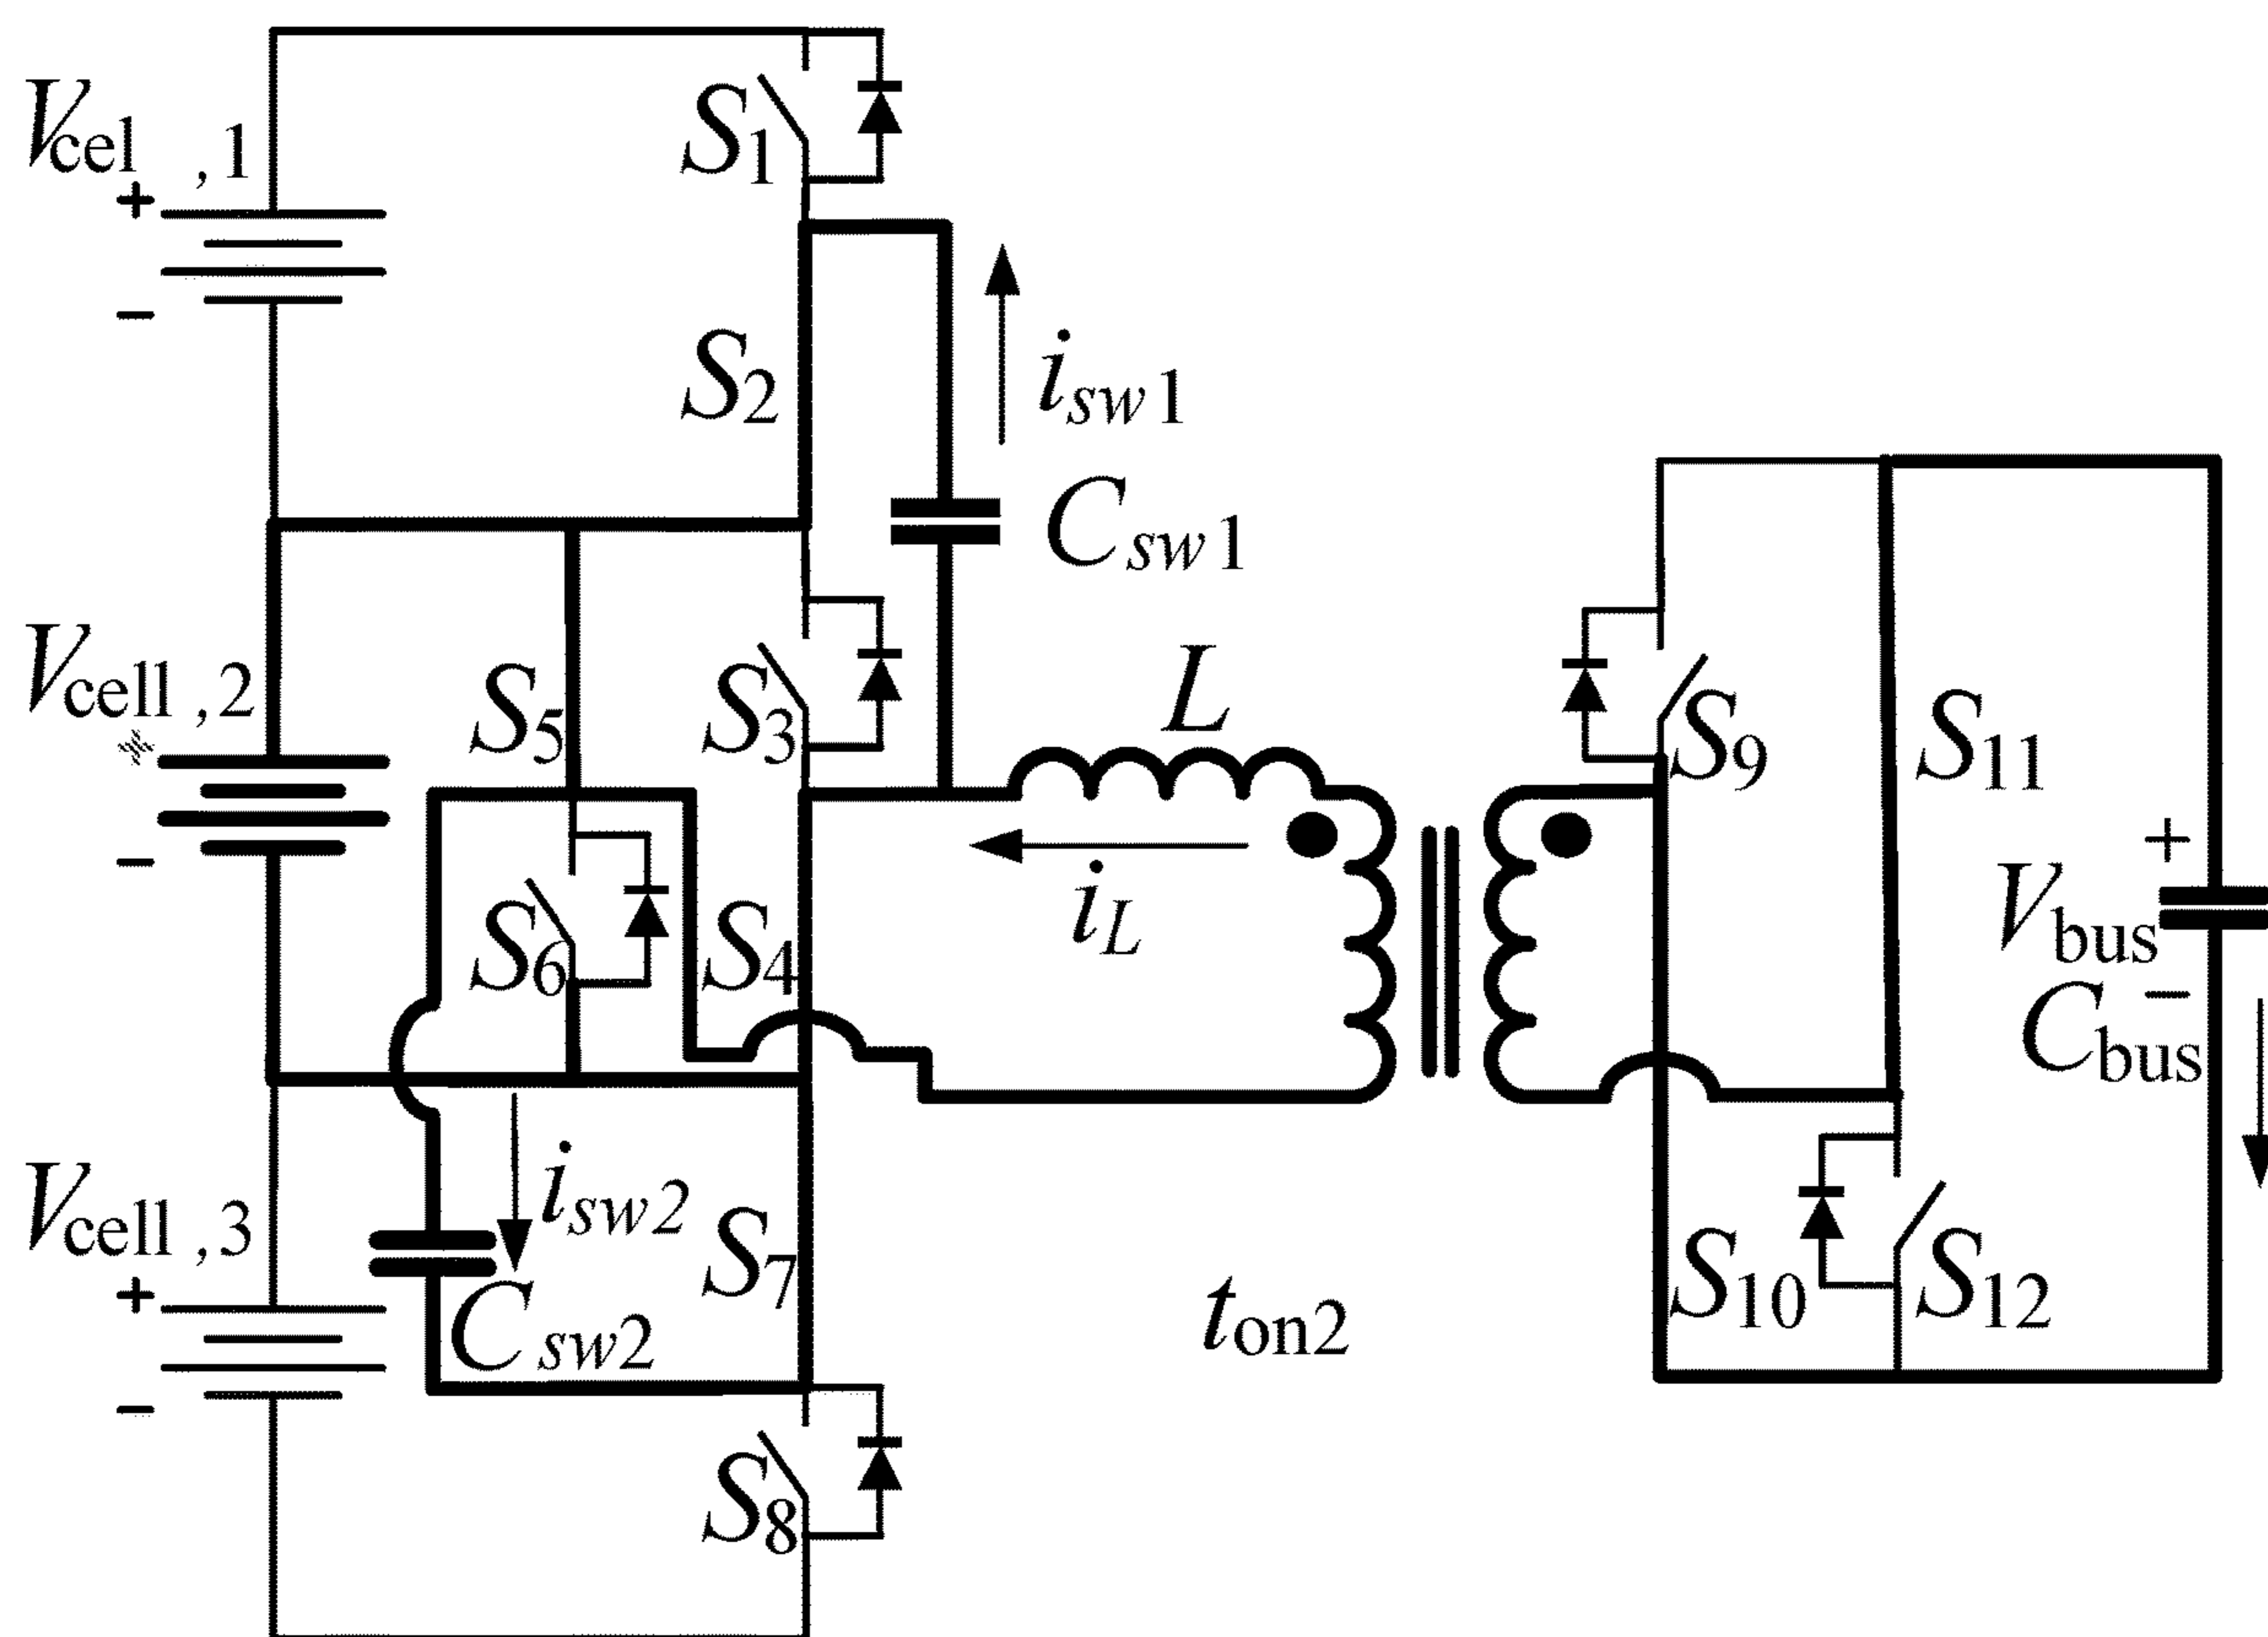 Vcel ,1
+
−
S1
S2
isw1
Csw1
Vcell ,2
−
S5
S3
L
S9
S11
S6
S4
iL
+
Vbus
−
Cbus
Vcell ,3
+
−
isw2
Csw2
S7
ton2
S10
S12
S8